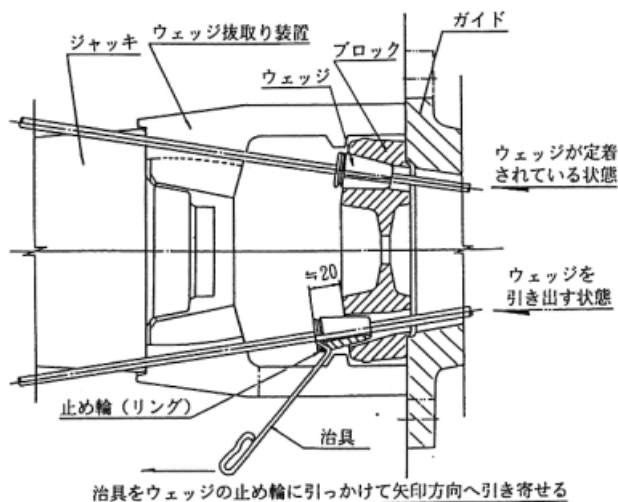 ガイド
ウェッジ抜取り装置
ジャッキ
ブロック
ウェッジ
ウェッジが定着
されている状態
≒20
ウェッジを
引き出す状態
止め輪(リング)
治具
治具をウェッジの止め輪に引っかけて矢印方向へ引き寄せる